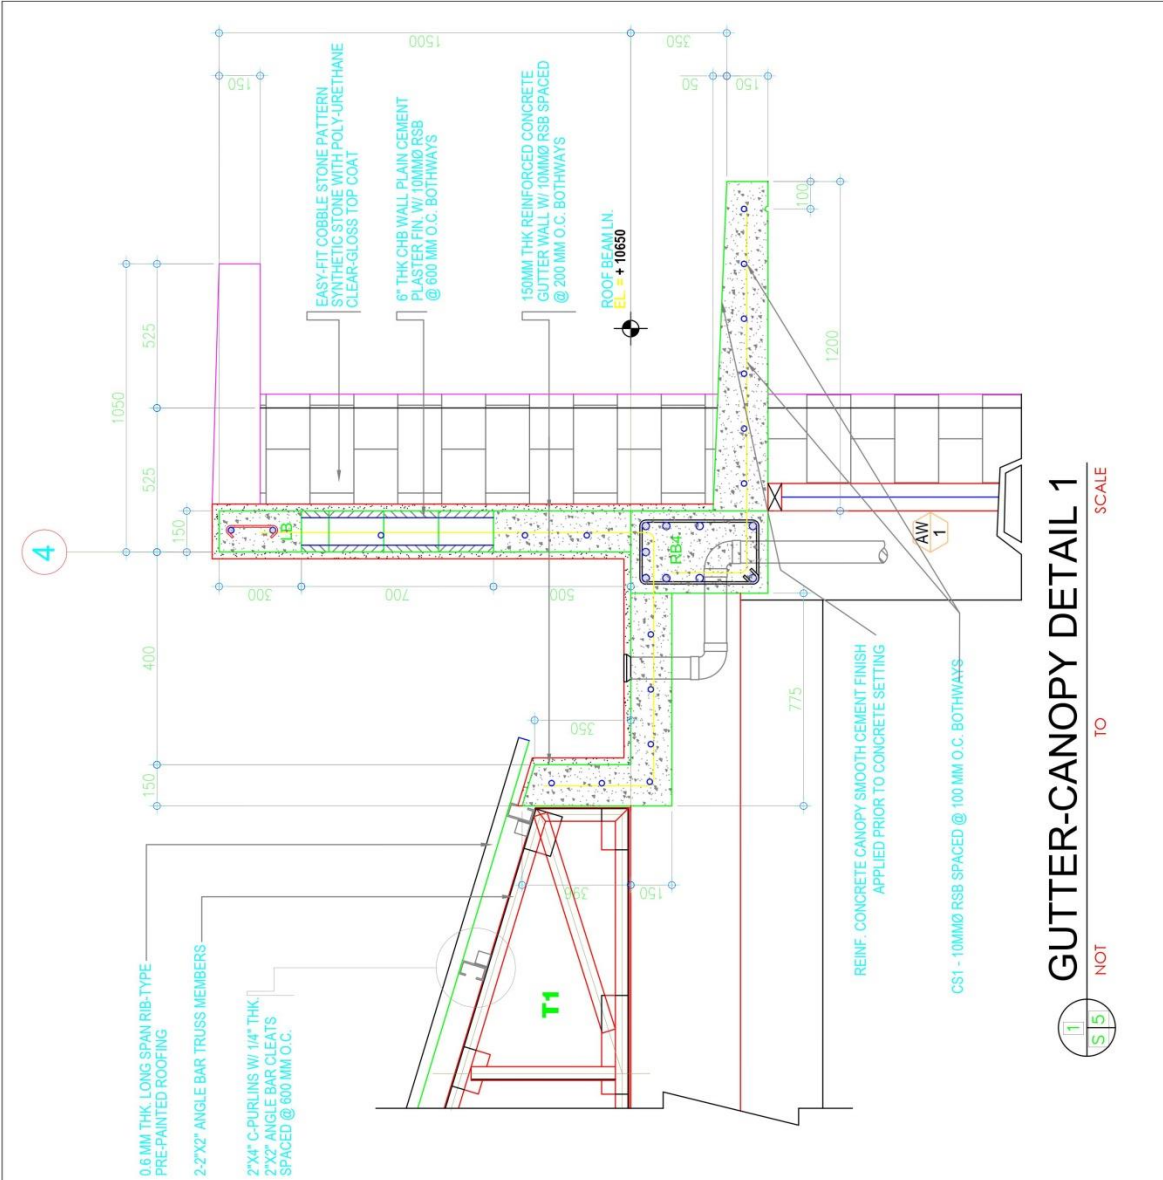 4
1050
525
525
150
400
150
150
1500
350
50
150
100
1200
300
700
500
350
150
775
EASY-FIT COBBLE STONE PATTERN
SYNTHETIC STONE WITH POLY-URETHANE
CLEAR-GLOSS TOP COAT
6" THK CHB WALL PLAIN CEMENT
PLASTER FIN. W/ 10MMØ RSB
@ 600 MM O.C. BOTHWAYS
150MM THK REINFORCED CONCRETE
GUTTER WALL W/ 10MMØ RSB SPACED
@ 200 MM O.C. BOTHWAYS
ROOF BEAM LN.
EL = + 10650
LB
RB4
AW
1
T1
0.6 MM THK. LONG SPAN RIB-TYPE
PRE-PAINTED ROOFING
2-2"X2" ANGLE BAR TRUSS MEMBERS
2"X4" C-PURLINS W/ 1/4" THK.
2"X2" ANGLE BAR CLEATS
SPACED @ 600 MM O.C.
REINF. CONCRETE CANOPY SMOOTH CEMENT FINISH
APPLIED PRIOR TO CONCRETE SETTING
CS1 - 10MMØ RSB SPACED @ 100 MM O.C. BOTHWAYS
1
S 5
GUTTER-CANOPY DETAIL 1
NOT TO SCALE